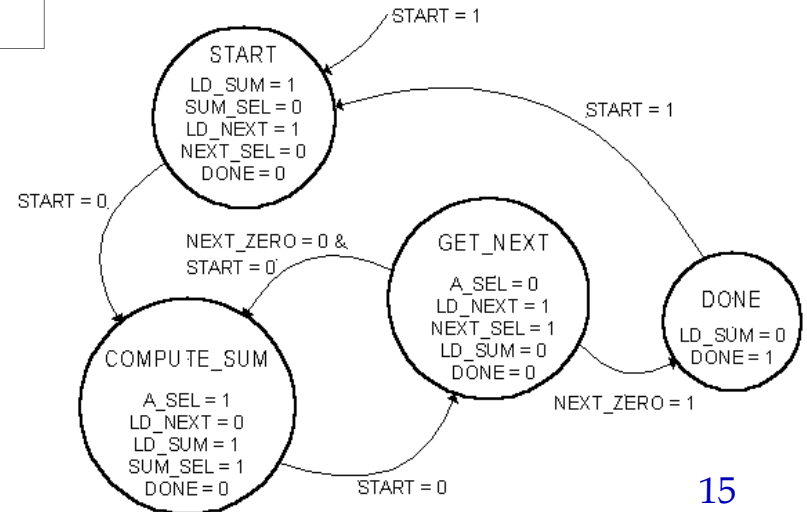 START = 1
START
LD_SUM = 1
SUM_SEL = 0
LD_NEXT = 1
NEXT_SEL = 0
DONE = 0
START = 1
START = 0
NEXT_ZERO = 0 &
START = 0
GET_NEXT
A_SEL = 0
LD_NEXT = 1
NEXT_SEL = 1
LD_SUM = 0
DONE = 0
DONE
LD_SUM = 0
DONE = 1
COMPUTE_SUM
A_SEL = 1
LD_NEXT = 0
LD_SUM = 1
SUM_SEL = 1
DONE = 0
NEXT_ZERO = 1
START = 0
15